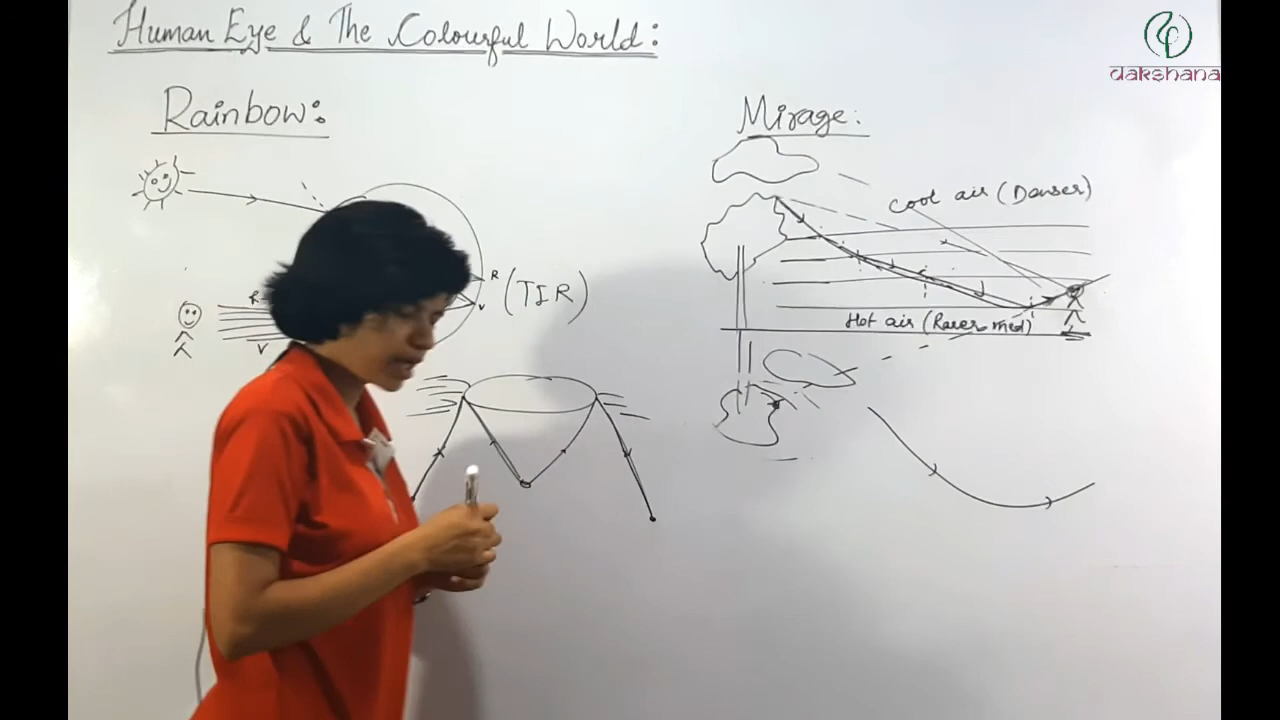 Human Eye & The Colourful World:
dakshana
Rainbow:
Mirage:
Cool air (Denser)
R
R
V
(TIR)
V
Hot air (Rarer med)